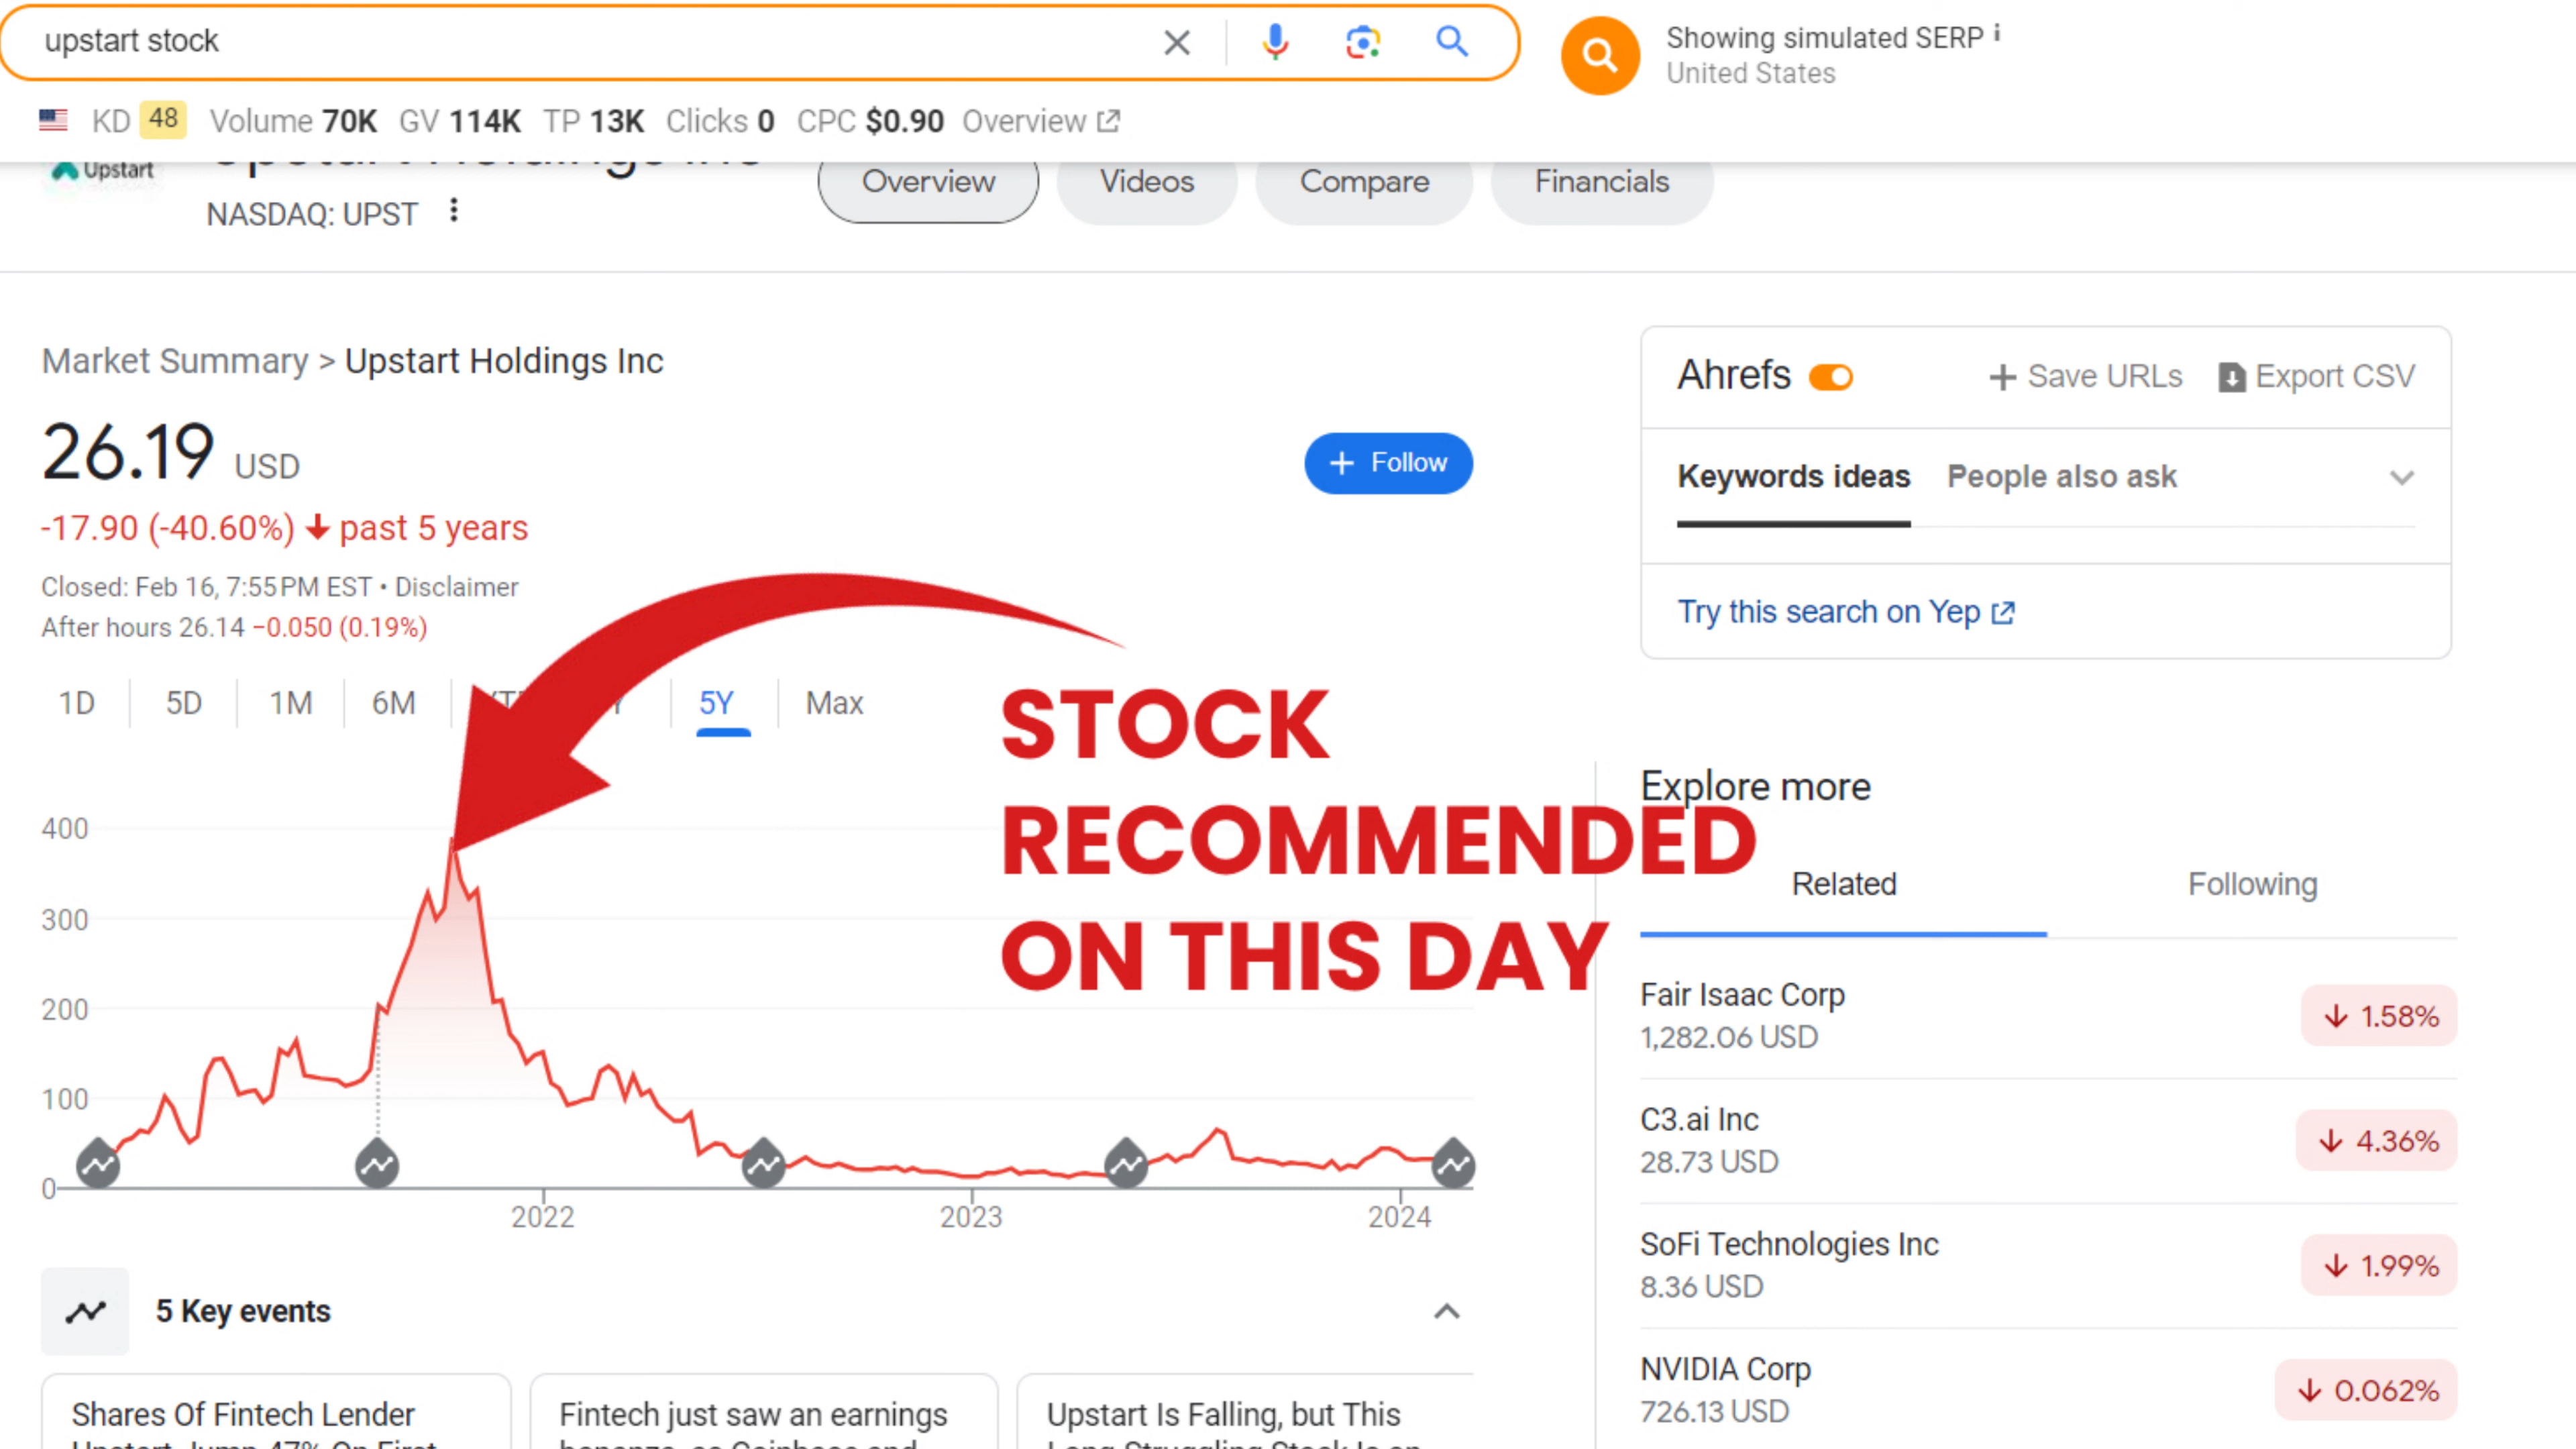 upstart stock
Showing simulated SERP i
United States
KD 48 Volume 70K GV 114K TP 13K Clicks 0 CPC $0.90 Overview
Upstart
Overview Videos Compare Financials
NASDAQ: UPST
Market Summary > Upstart Holdings Inc
26.19 USD
+ Follow
-17.90 (-40.60%) ↓ past 5 years
Closed: Feb 16, 7:55 PM EST • Disclaimer
After hours 26.14 −0.050 (0.19%)
1D 5D 1M 6M 5Y Max
STOCK
RECOMMENDED
ON THIS DAY
400
300
200
100
0
2022 2023 2024
5 Key events
Shares Of Fintech Lender
Fintech just saw an earnings
Upstart Is Falling, but This
Ahrefs + Save URLs Export CSV
Keywords ideas People also ask
Try this search on Yep
Explore more
Related Following
Fair Isaac Corp
1,282.06 USD
↓ 1.58%
C3.ai Inc
28.73 USD
↓ 4.36%
SoFi Technologies Inc
8.36 USD
↓ 1.99%
NVIDIA Corp
726.13 USD
↓ 0.062%